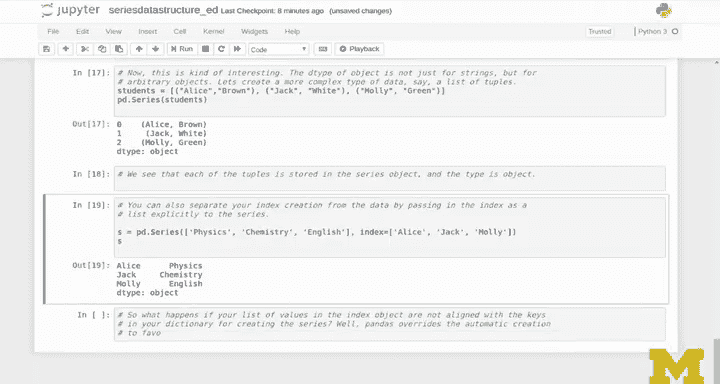 jupyter seriesdatastructure_ed Last Checkpoint: 8 minutes ago (unsaved changes)
File Edit View Insert Cell Kernel Widgets Help Trusted Python 3
Run Code Playback
In [17]: # Now, this is kind of interesting. The dtype of object is not just for strings, but for
# arbitrary objects. Lets create a more complex type of data, say, a list of tuples.
students = [("Alice","Brown"), ("Jack", "White"), ("Molly", "Green")]
pd.Series(students)
Out[17]: 0 (Alice, Brown)
1 (Jack, White)
2 (Molly, Green)
dtype: object
In [18]: # We see that each of the tuples is stored in the series object, and the type is object.
In [19]: # You can also separate your index creation from the data by passing in the index as a
# list explicitly to the series.
s = pd.Series(['Physics', 'Chemistry', 'English'], index=['Alice', 'Jack', 'Molly'])
s
Out[19]: Alice Physics
Jack Chemistry
Molly English
dtype: object
In [ ]: # So what happens if your list of values in the index object are not aligned with the keys
# in your dictionary for creating the series? Well, pandas overrides the automatic creation
# to favo
M